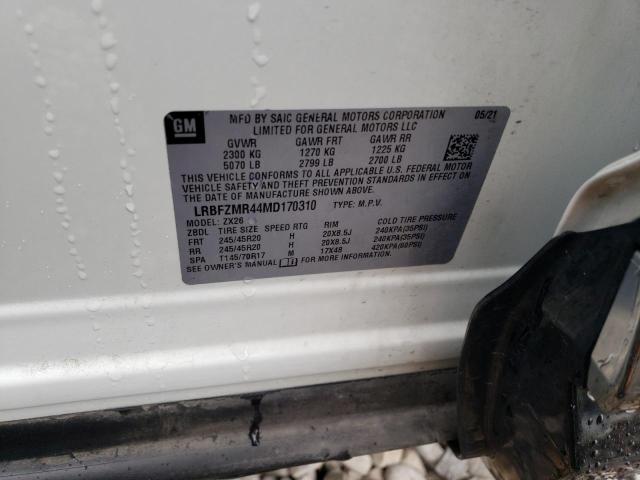 GM
MFD BY SAIC GENERAL MOTORS CORPORATION 05/21
LIMITED FOR GENERAL MOTORS LLC
GVWR GAWR FRT GAWR RR
2300 KG 1270 KG 1225 KG
5070 LB 2799 LB 2700 LB
THIS VEHICLE CONFORMS TO ALL APPLICABLE U.S. FEDERAL MOTOR
VEHICLE SAFETY AND THEFT PREVENTION STANDARDS IN EFFECT ON
THE DATE OF MANUFACTURE SHOWN ABOVE.
LRBFZMR44MD170310 TYPE: M.P.V.
MODEL: ZX26
ZBDL TIRE SIZE SPEED RTG RIM COLD TIRE PRESSURE
FRT 245/45R20 H 20X8.5J 240KPA(35PSI)
RR 245/45R20 H 20X8.5J 240KPA(35PSI)
SPA T145/70R17 M 17X4B 420KPA(60PSI)
SEE OWNER'S MANUAL FOR MORE INFORMATION.